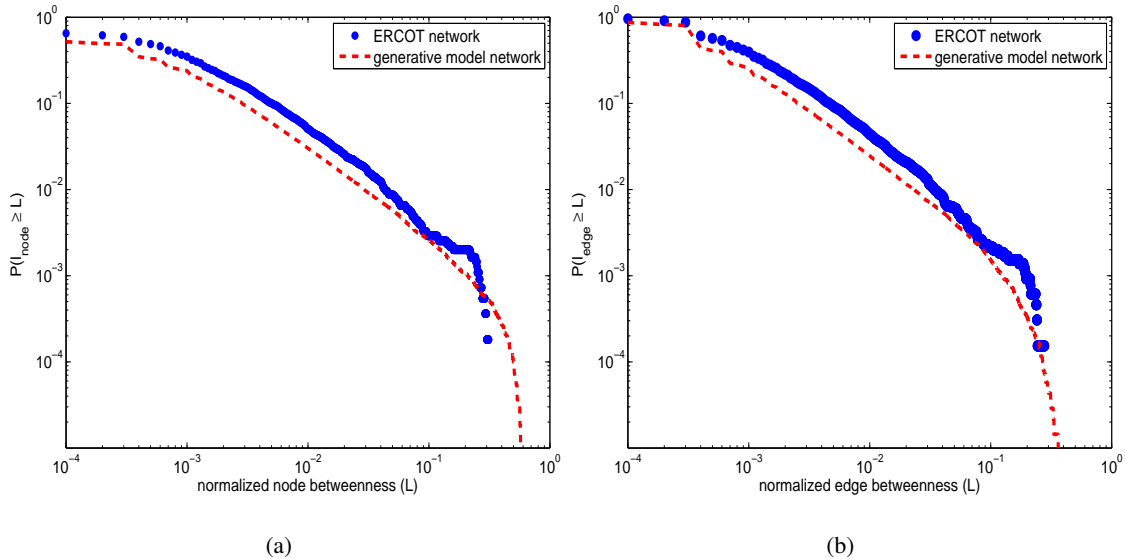 ERCOT network
generative model network
10^0
10^-1
10^-2
10^-3
10^-4
P(l_node ≥ L)
10^-4 10^-3 10^-2 10^-1 10^0
normalized node betweenness (L)
(a)
ERCOT network
generative model network
10^0
10^-1
10^-2
10^-3
10^-4
P(l_edge ≥ L)
10^-4 10^-3 10^-2 10^-1 10^0
normalized edge betweenness (L)
(b)